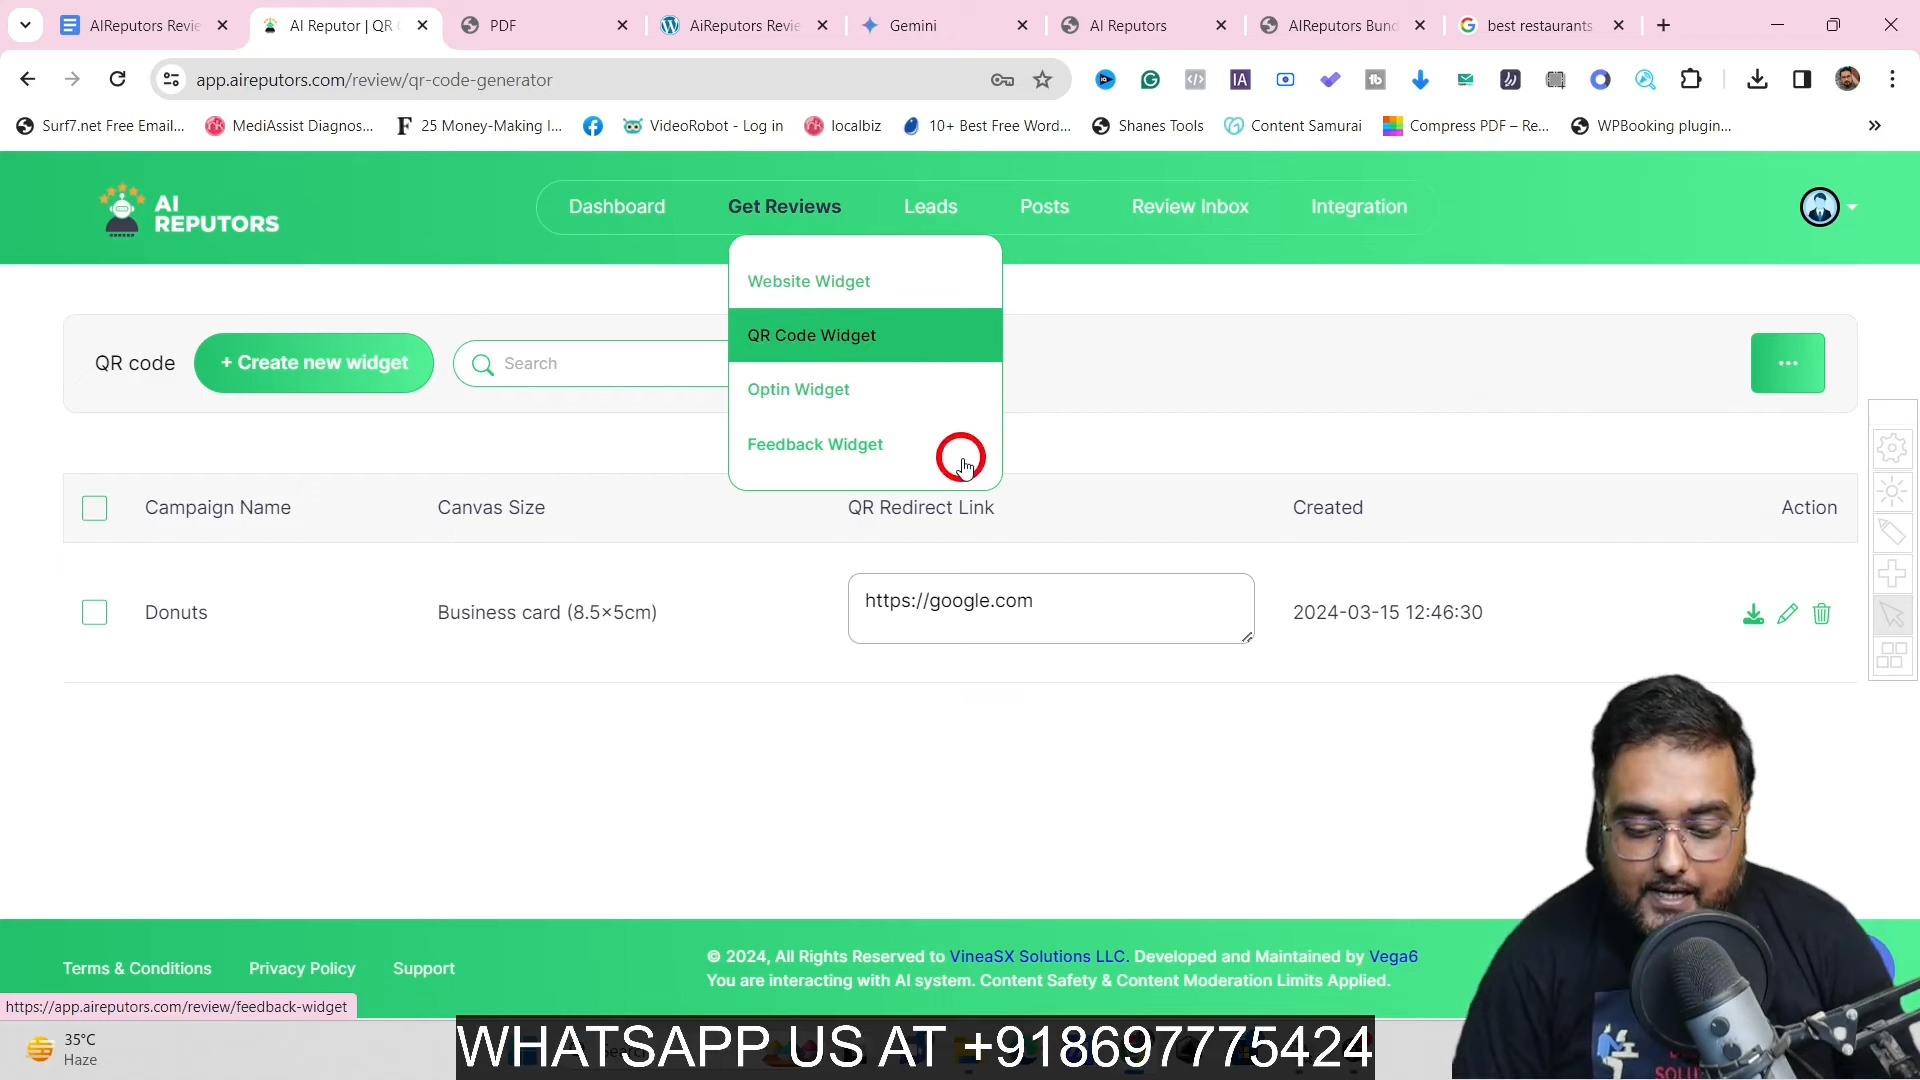 AIReputors Revie
AI Reputor | QR C
PDF
AiReputors Revie
Gemini
AI Reputors
AIReputors Bund
best restaurants
app.aireputors.com/review/qr-code-generator
Surf7.net Free Email...
MediAssist Diagnos...
25 Money-Making I...
VideoRobot - Log in
localbiz
10+ Best Free Word...
Shanes Tools
Content Samurai
Compress PDF – Re...
WPBooking plugin...
AI
REPUTORS
Dashboard
Get Reviews
Leads
Posts
Review Inbox
Integration
Website Widget
QR Code Widget
Optin Widget
Feedback Widget
QR code
+ Create new widget
Search
...
Campaign Name
Canvas Size
QR Redirect Link
Created
Action
Donuts
Business card (8.5×5cm)
https://google.com
2024-03-15 12:46:30
Terms & Conditions
Privacy Policy
Support
© 2024, All Rights Reserved to VineaSX Solutions LLC. Developed and Maintained by Vega6
You are interacting with AI system. Content Safety & Content Moderation Limits Applied.
https://app.aireputors.com/review/feedback-widget
35°C
Haze
WHATSAPP US AT +918697775424